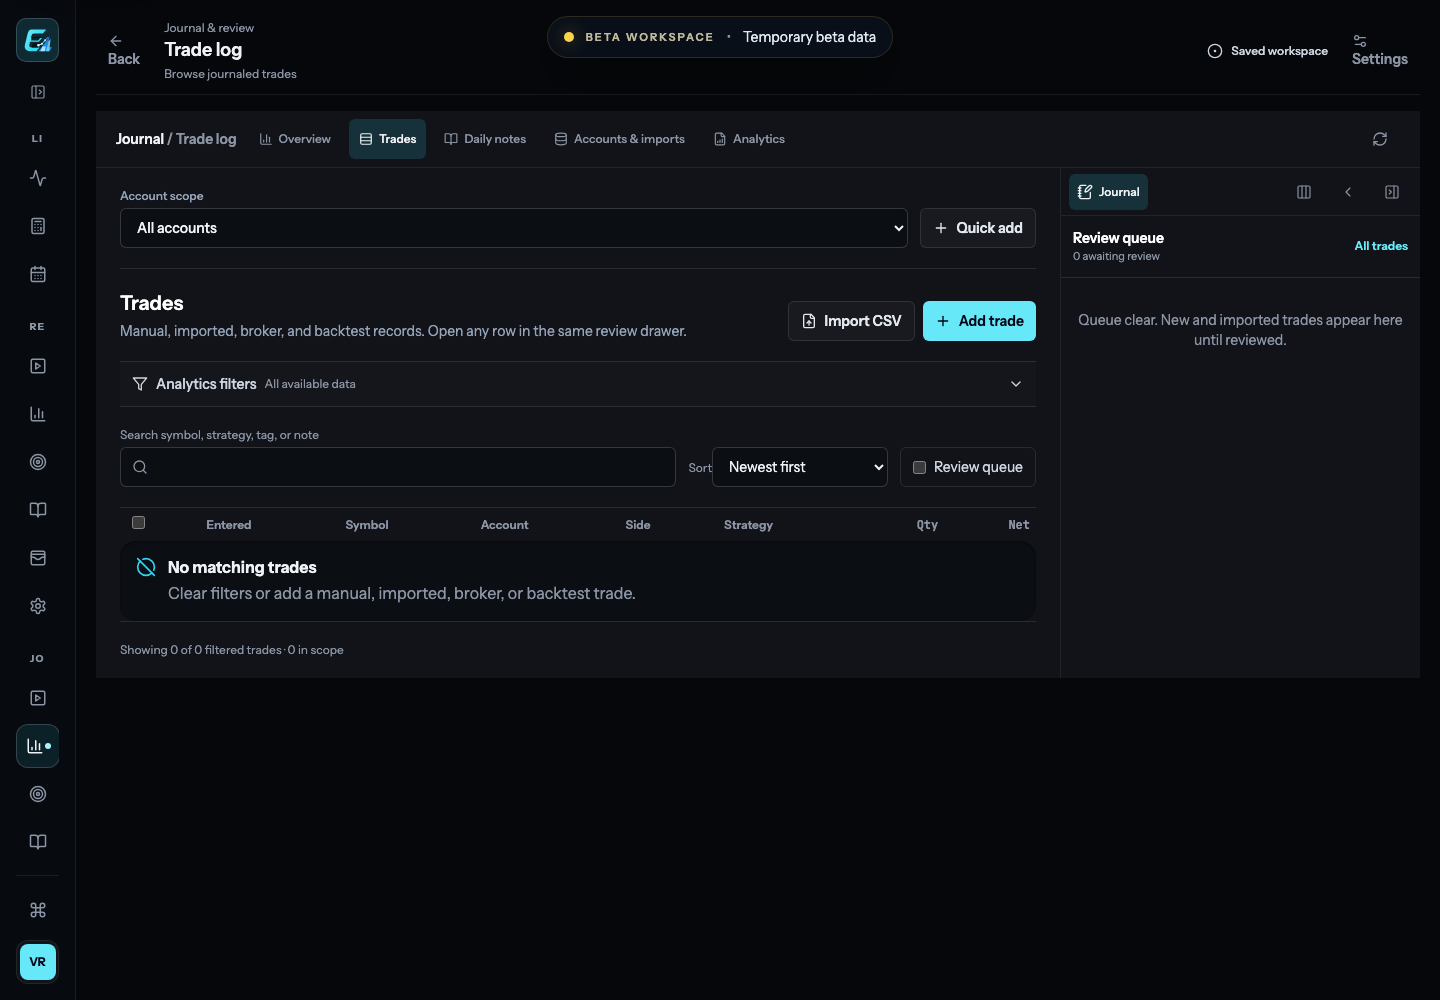 LI
RE
JO
VR
Back
Journal & review
Trade log
Browse journaled trades
BETA WORKSPACE • Temporary beta data
Saved workspace
Settings
Journal / Trade log
Overview
Trades
Daily notes
Accounts & imports
Analytics
Account scope
All accounts
Quick add
Trades
Manual, imported, broker, and backtest records. Open any row in the same review drawer.
Import CSV
Add trade
Analytics filters All available data
Search symbol, strategy, tag, or note
Sort Newest first
Review queue
Entered Symbol Account Side Strategy Qty Net
No matching trades
Clear filters or add a manual, imported, broker, or backtest trade.
Showing 0 of 0 filtered trades · 0 in scope
Journal
Review queue
0 awaiting review
All trades
Queue clear. New and imported trades appear here
until reviewed.